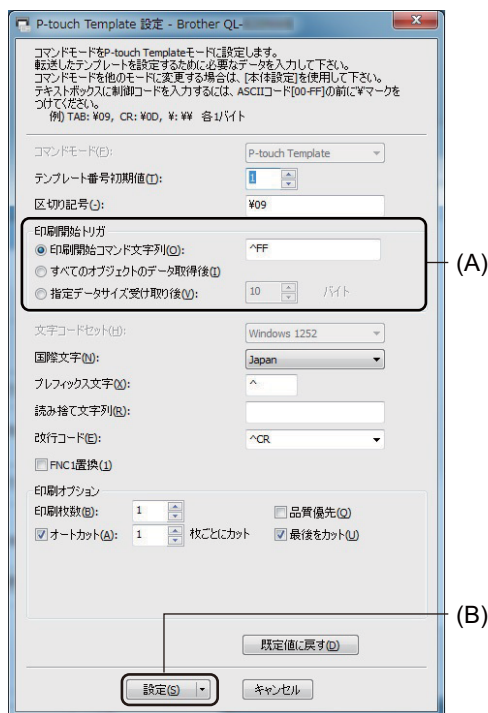 P-touch Template 設定 - Brother QL-
コマンドモードをP-touch Templateモードに設定します。
転送したテンプレートを設定するために必要なデータを入力して下さい。
コマンドモードを他のモードに変更する場合は、[本体設定]を使用して下さい。
テキストボックスに制御コードを入力するには、ASCIIコード[00-FF]の前に¥マークを
つけてください。
例) TAB: ¥09, CR: ¥0D, ¥: ¥¥ 各1バイト
コマンドモード(F): P-touch Template
テンプレート番号初期値(T): 1
区切り記号(-): ¥09
印刷開始トリガ
印刷開始コマンド文字列(O): ^FF
(A)
すべてのオブジェクトのデータ取得後(I)
指定データサイズ受け取り後(V): 10 バイト
文字コードセット(H): Windows 1252
国際文字(N): Japan
プレフィックス文字(X): ^
読み捨て文字列(R):
改行コード(E): ^CR
FNC1置換(1)
印刷オプション
印刷枚数(B): 1 品質優先(Q)
オートカット(A): 1 枚ごとにカット 最後をカット(U)
(B)
既定値に戻す(D)
設定(S) キャンセル